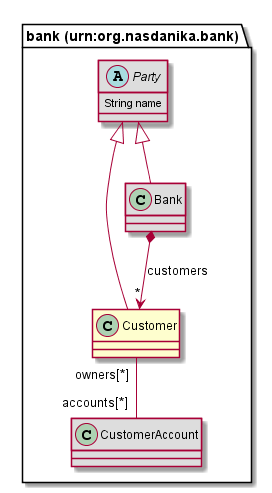 bank (urn:org.nasdanika.bank)
A Party
String name
C Bank
customers
*
C Customer
owners[*]
accounts[*]
C CustomerAccount